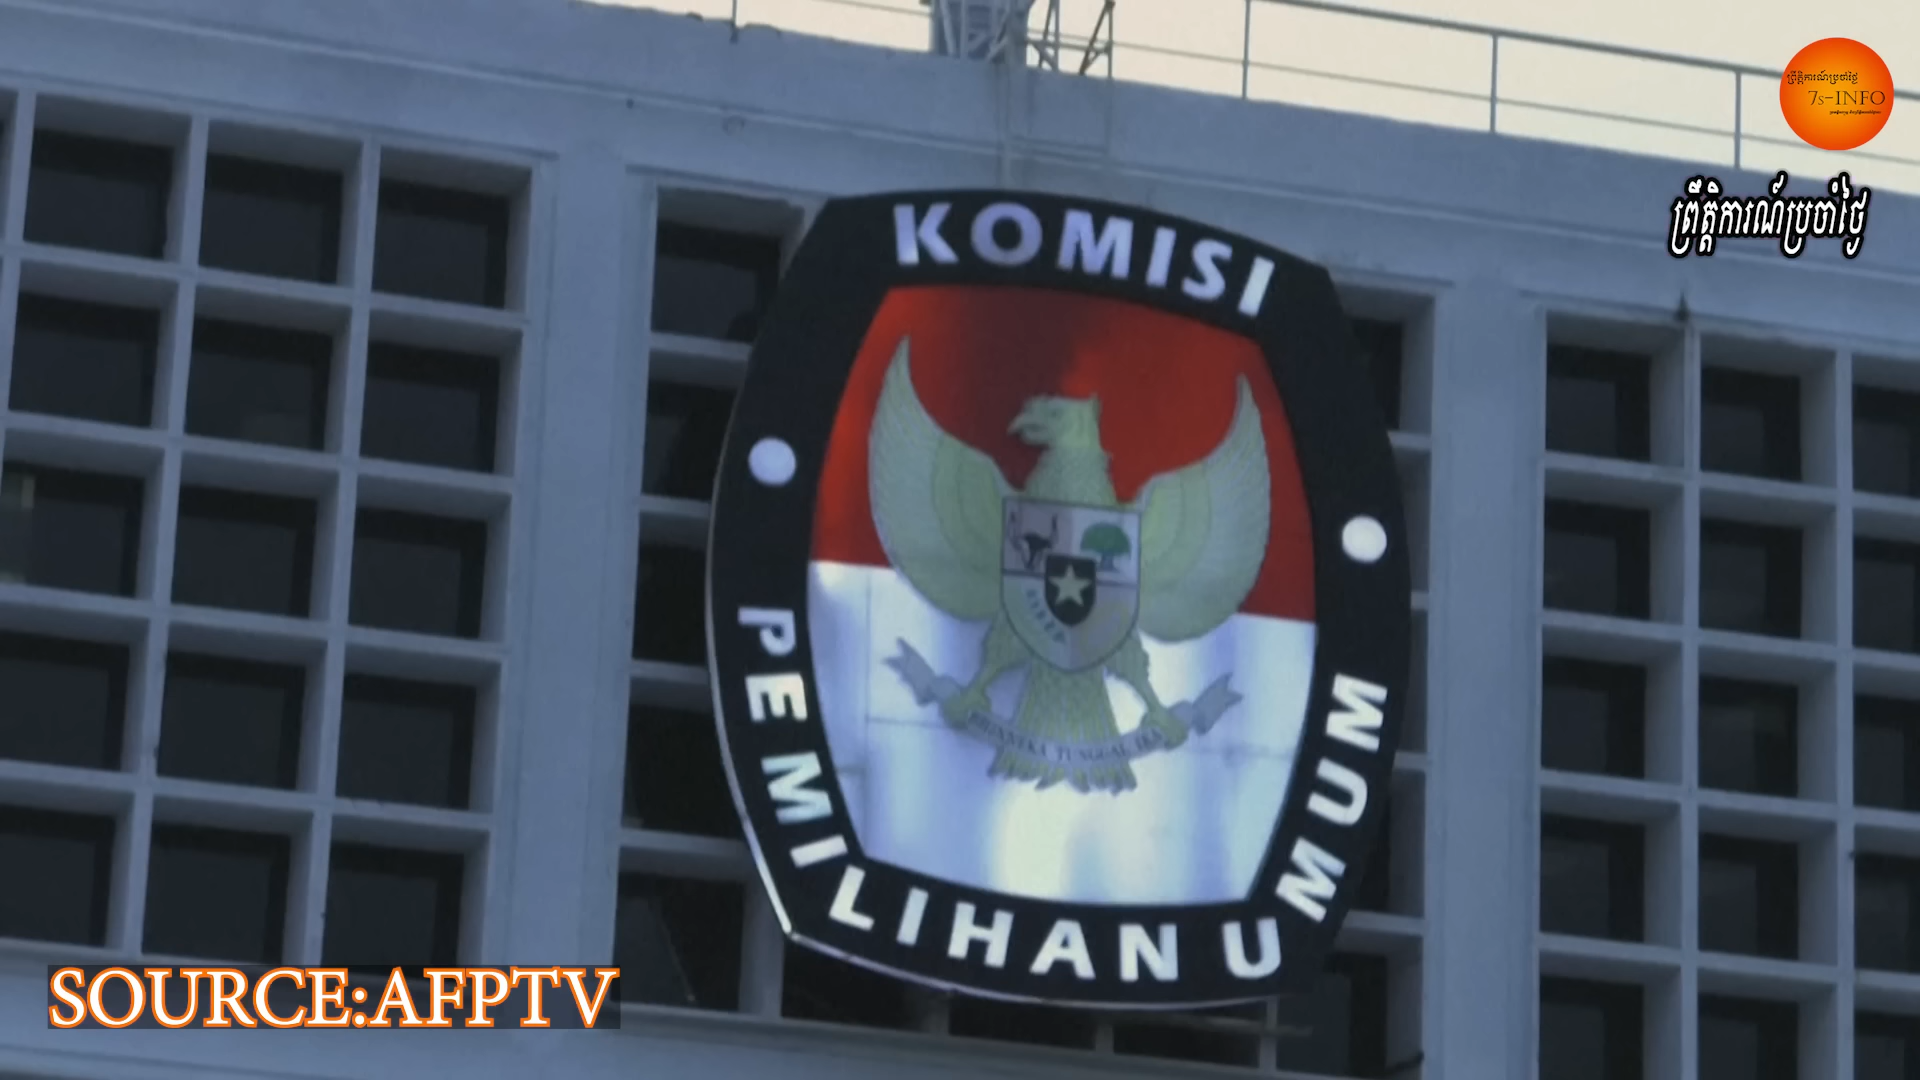 ព្រឹត្តិការណ៍ប្រចាំថ្ងៃ
7s-INFO
ព្រឹត្តិការណ៍ប្រចាំថ្ងៃ
KOMISI
PEMILIHAN UMUM
BHINNEKA TUNGGAL IKA
SOURCE:AFPTV